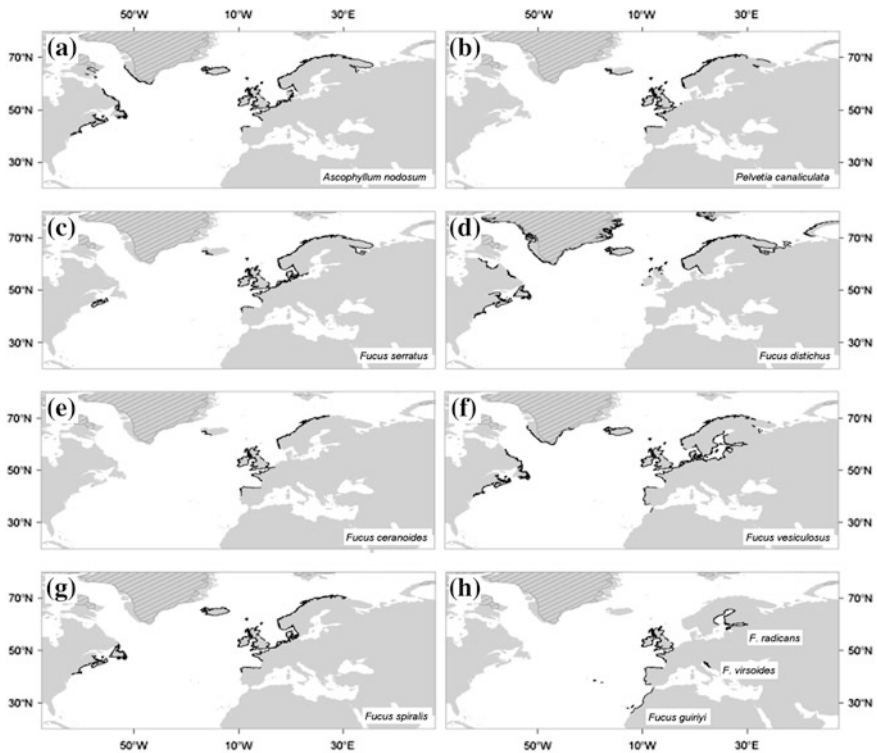 50°W 10°W 30°E 50°W 10°W 30°E
(a) (b)
70°N 70°N
50°N 50°N
30°N 30°N
Ascophyllum nodosum Pelvetia canaliculata
(c) (d)
70°N 70°N
50°N 50°N
30°N 30°N
Fucus serratus Fucus distichus
(e) (f)
70°N 70°N
50°N 50°N
30°N 30°N
Fucus ceranoides Fucus vesiculosus
(g) (h)
70°N 70°N
F. radicans
50°N 50°N
F. virsoides
30°N 30°N
Fucus spiralis Fucus guiryi
50°W 10°W 30°E 50°W 10°W 30°E